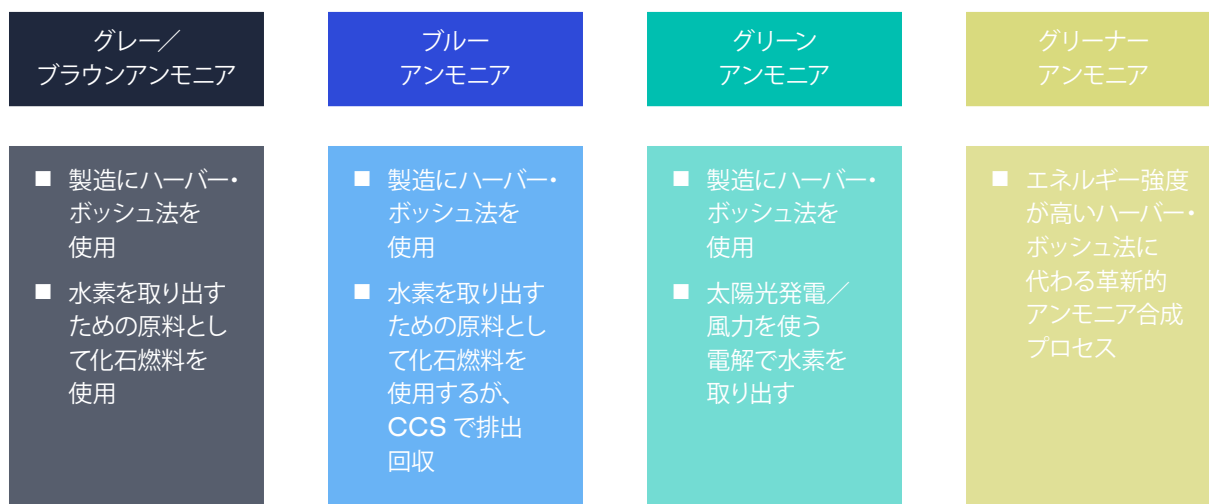 グレー／
ブラウンアンモニア
ブルー
アンモニア
グリーン
アンモニア
グリーナー
アンモニア
■ 製造にハーバー・
ボッシュ法を
使用
■ 水素を取り出す
ための原料とし
て化石燃料を
使用
■ 製造にハーバー・
ボッシュ法を
使用
■ 水素を取り出す
ための原料とし
て化石燃料を
使用するが、
CCS で排出
回収
■ 製造にハーバー・
ボッシュ法を
使用
■ 太陽光発電／
風力を使う
電解で水素を
取り出す
■ エネルギー強度
が高いハーバー・
ボッシュ法に
代わる革新的
アンモニア合成
プロセス